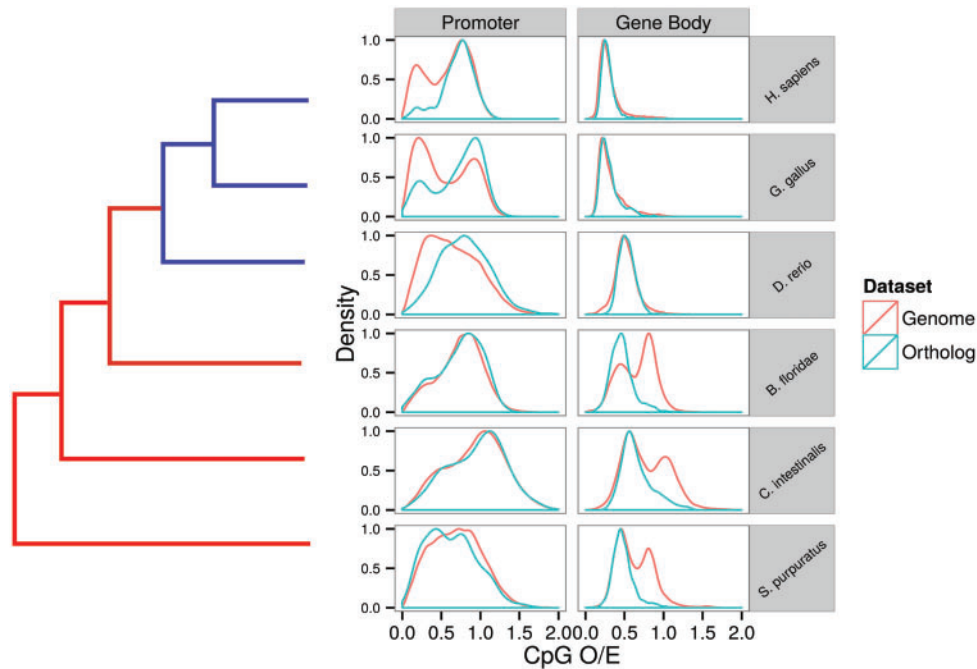 Promoter
Gene Body
1.0
0.5
0.0
H. sapiens
1.0
0.5
0.0
G. gallus
1.0
0.5
0.0
D. rerio
1.0
0.5
0.0
B. floridae
1.0
0.5
0.0
C. intestinalis
1.0
0.5
0.0
S. purpuratus
Density
0.0 0.5 1.0 1.5 2.0
0.0 0.5 1.0 1.5 2.0
CpG O/E
Dataset
Genome
Ortholog